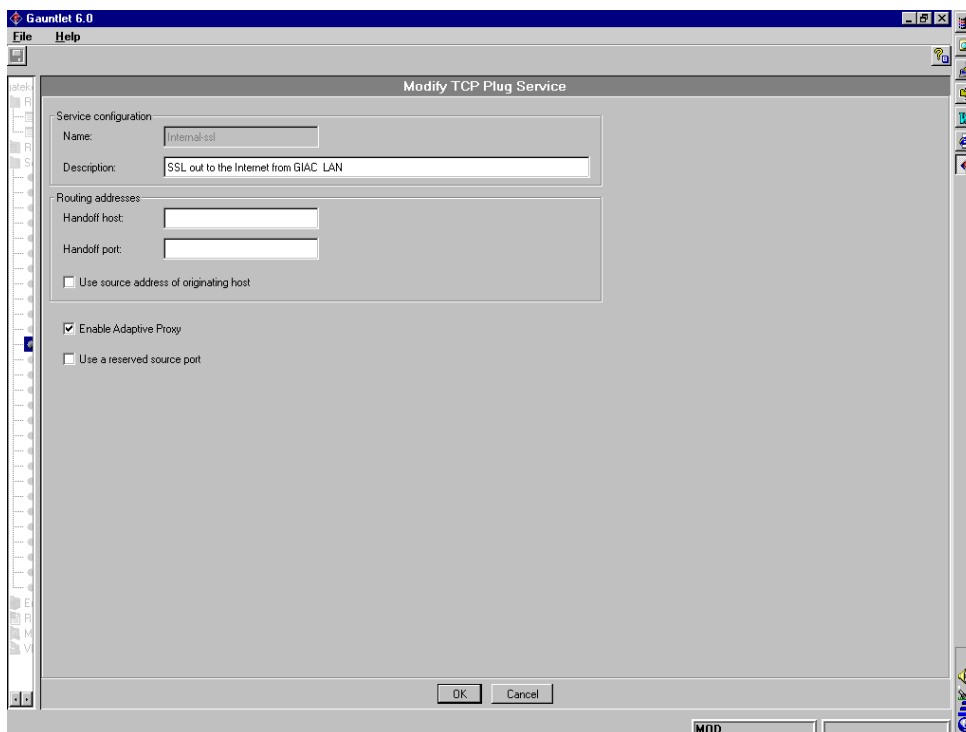 Gauntlet 6.0
File Help
Modify TCP Plug Service
Service configuration
Name: Internal-ssl
Description: SSL out to the Internet from GIAC LAN
Routing addresses
Handoff host:
Handoff port:
Use source address of originating host
Enable Adaptive Proxy
Use a reserved source port
OK Cancel
MOD